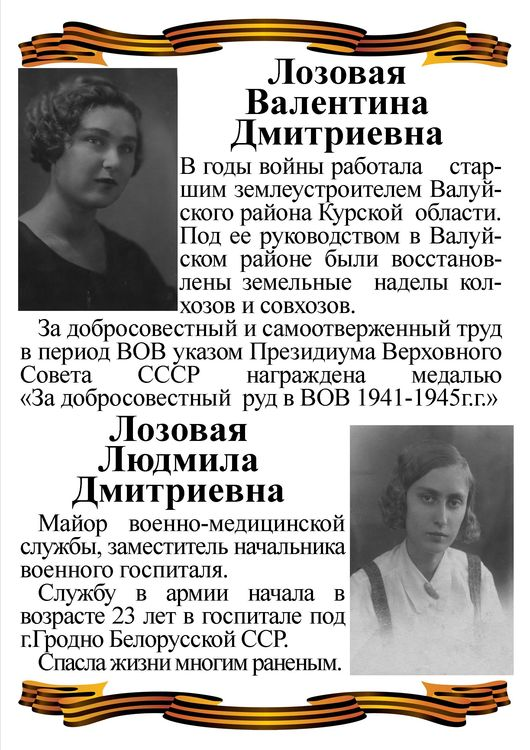 Лозовая
Валентина
Дмитриевна
В годы войны работала стар-
шим землеустроителем Валуй-
ского района Курской области.
Под ее руководством в Валуй-
ском районе были восстанов-
лены земельные наделы кол-
хозов и совхозов.
За добросовестный и самоотверженный труд
в период ВОВ указом Президиума Верховного
Совета СССР награждена медалью
«За добросовестный руд в ВОВ 1941-1945г.г.»
Лозовая
Людмила
Дмитриевна
Майор военно-медицинской
службы, заместитель начальника
военного госпиталя.
Службу в армии начала в
возрасте 23 лет в госпитале под
г.Гродно Белорусской ССР.
Спасла жизни многим раненым.